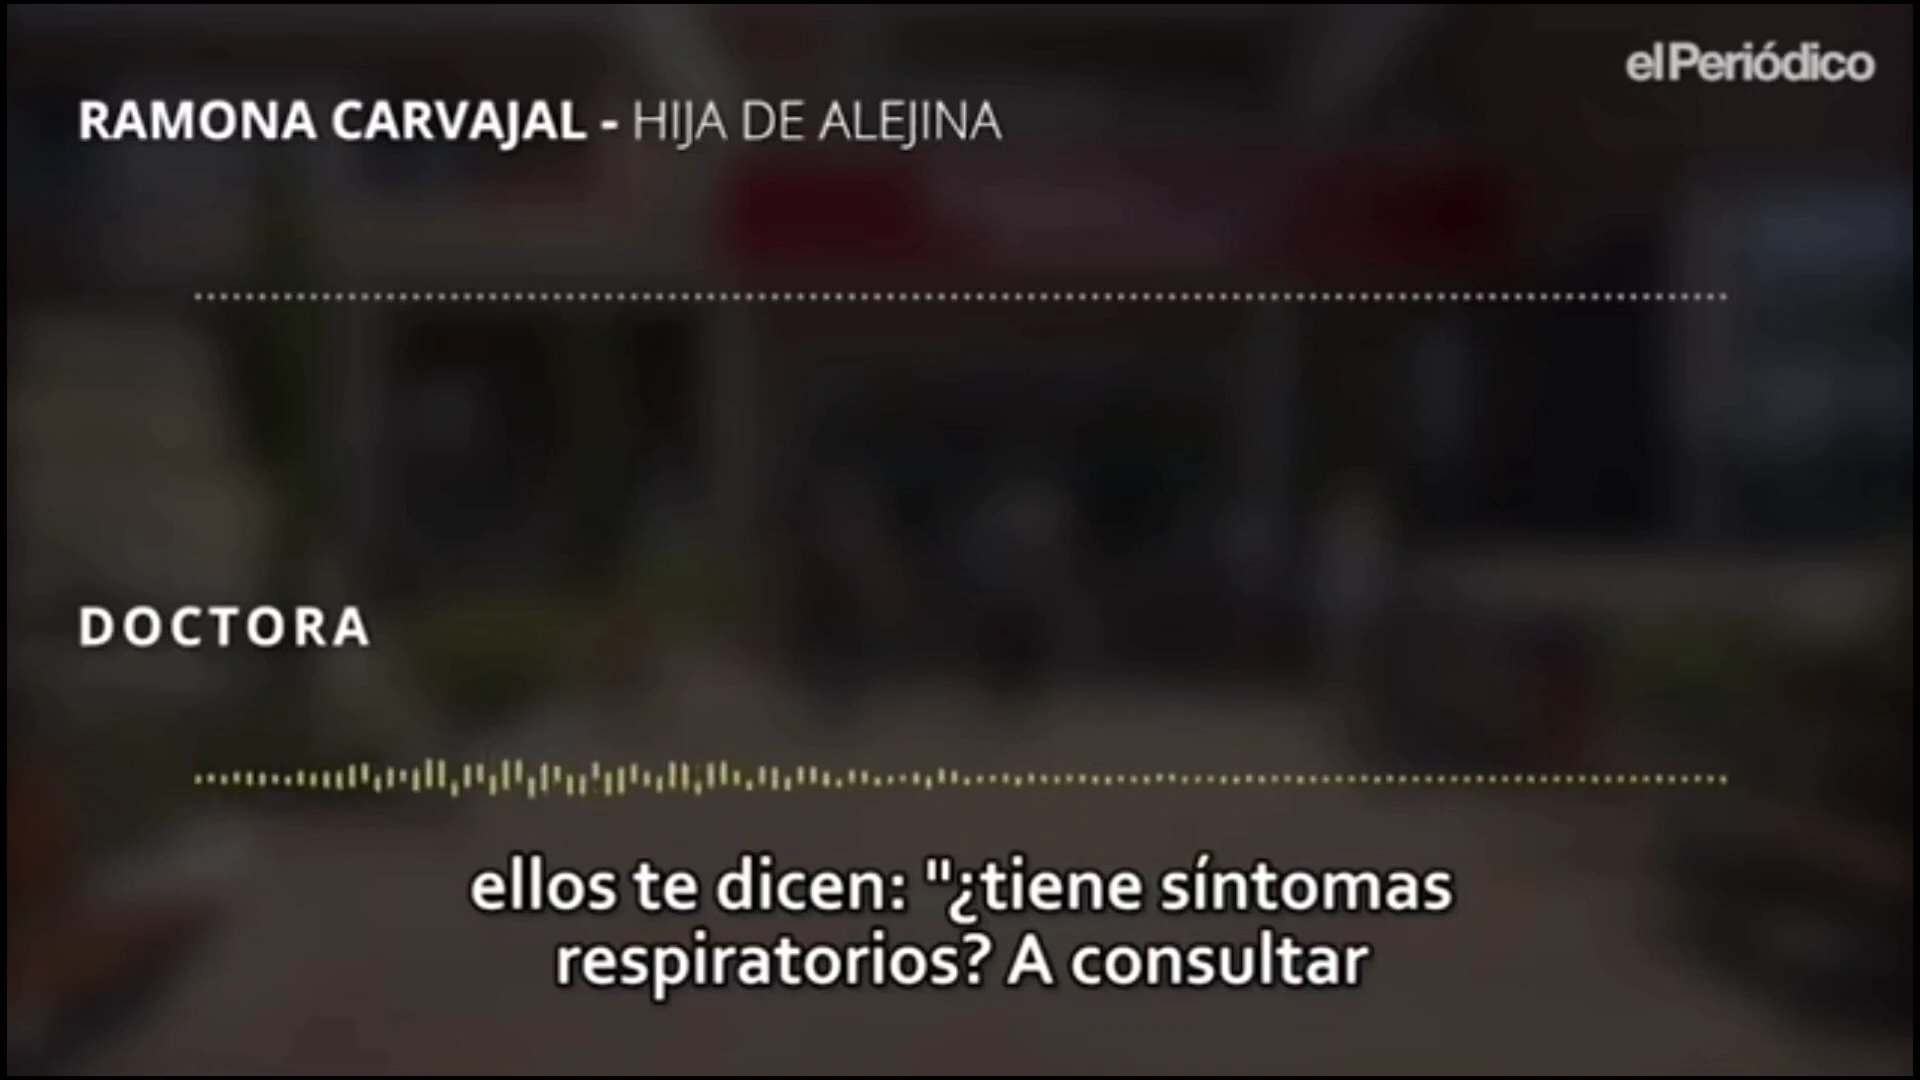 elPeriódico
RAMONA CARVAJAL - HIJA DE ALEJINA
DOCTORA
ellos te dicen: "¿tiene síntomas
respiratorios? A consultar